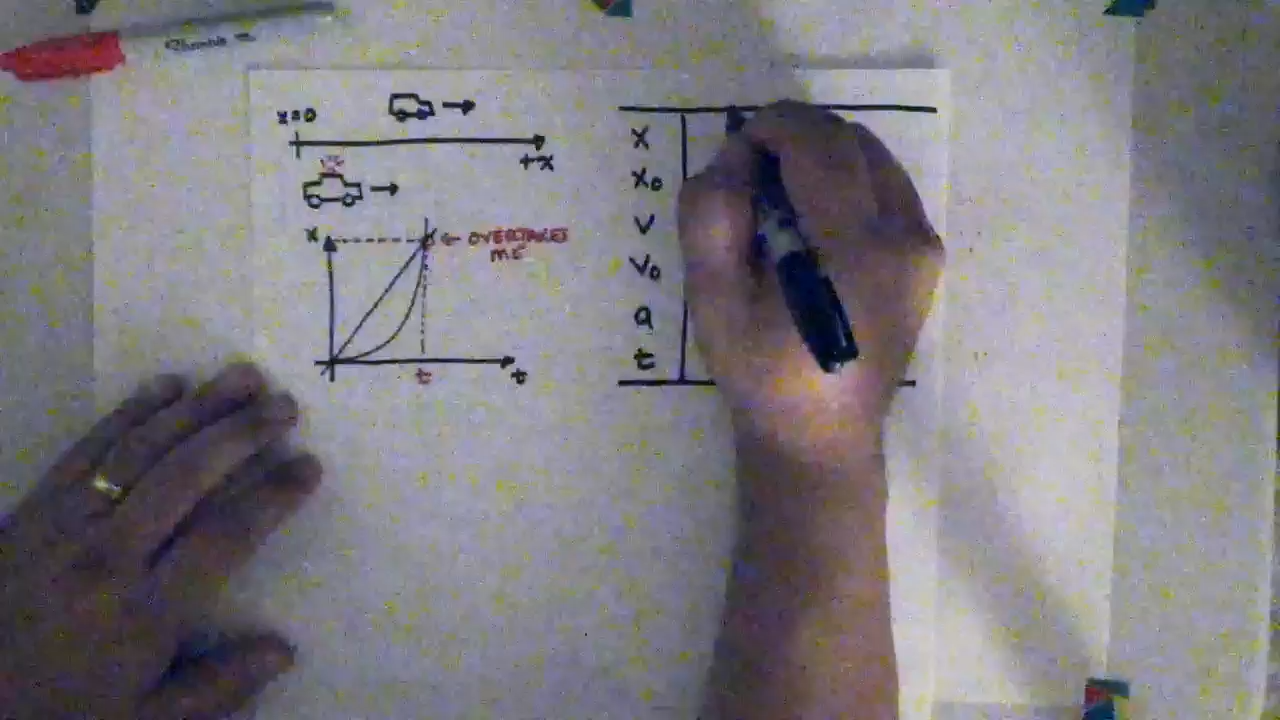 x=0
+x
x
← OVERTAKES
ME
t
t
x
x₀
v
v₀
a
t